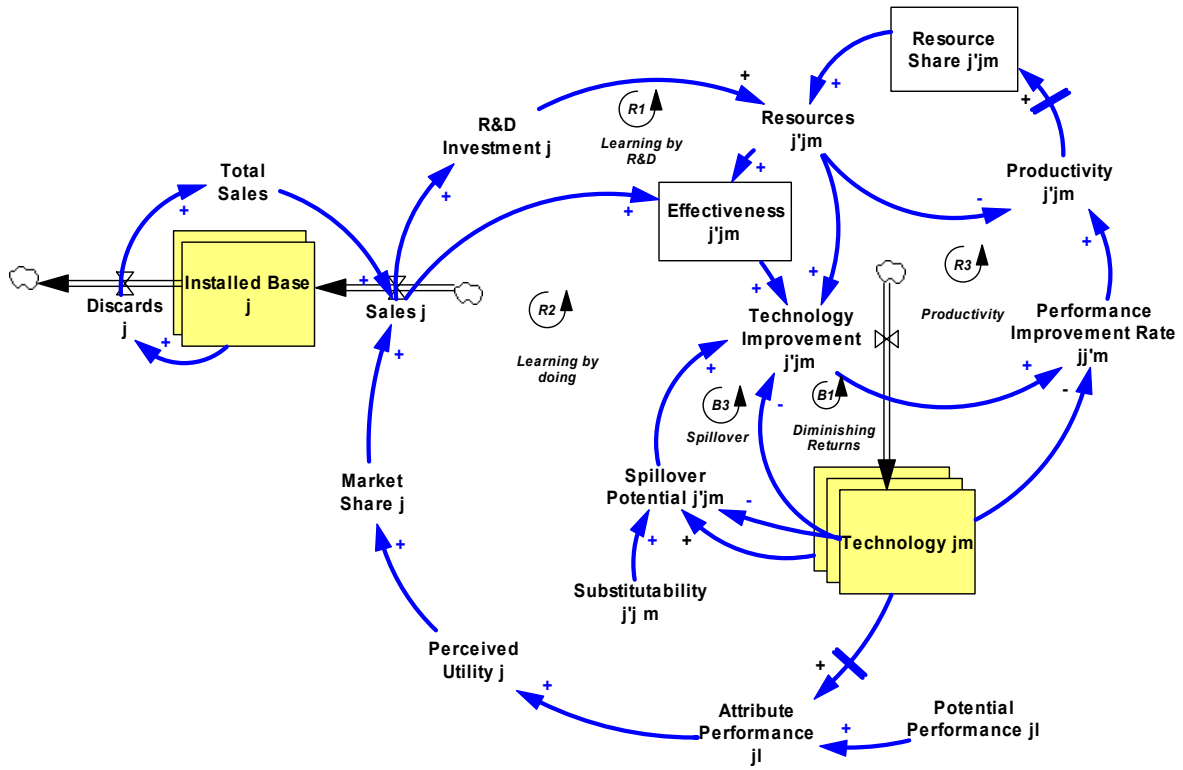 Resource
Share j'jm
+
+
+
R1
Learning by
R&D
R&D
Investment j
Resources
j'jm
Total
Sales
+
+
+
+
Effectiveness
j'jm
-
Productivity
j'jm
+
Installed Base
j
Discards
j
+
+
Sales j
+
R2
Learning by
doing
+
+
Technology
Improvement
j'jm
R3
Productivity
Performance
Improvement Rate
jj'm
+
-
+
-
B3
Spillover
B1
Diminishing
Returns
Market
Share j
Spillover
Potential j'jm
-
+
+
Technology jm
Substitutability
j'j m
+
Perceived
Utility j
+
+
Attribute
Performance
jl
+
Potential
Performance jl